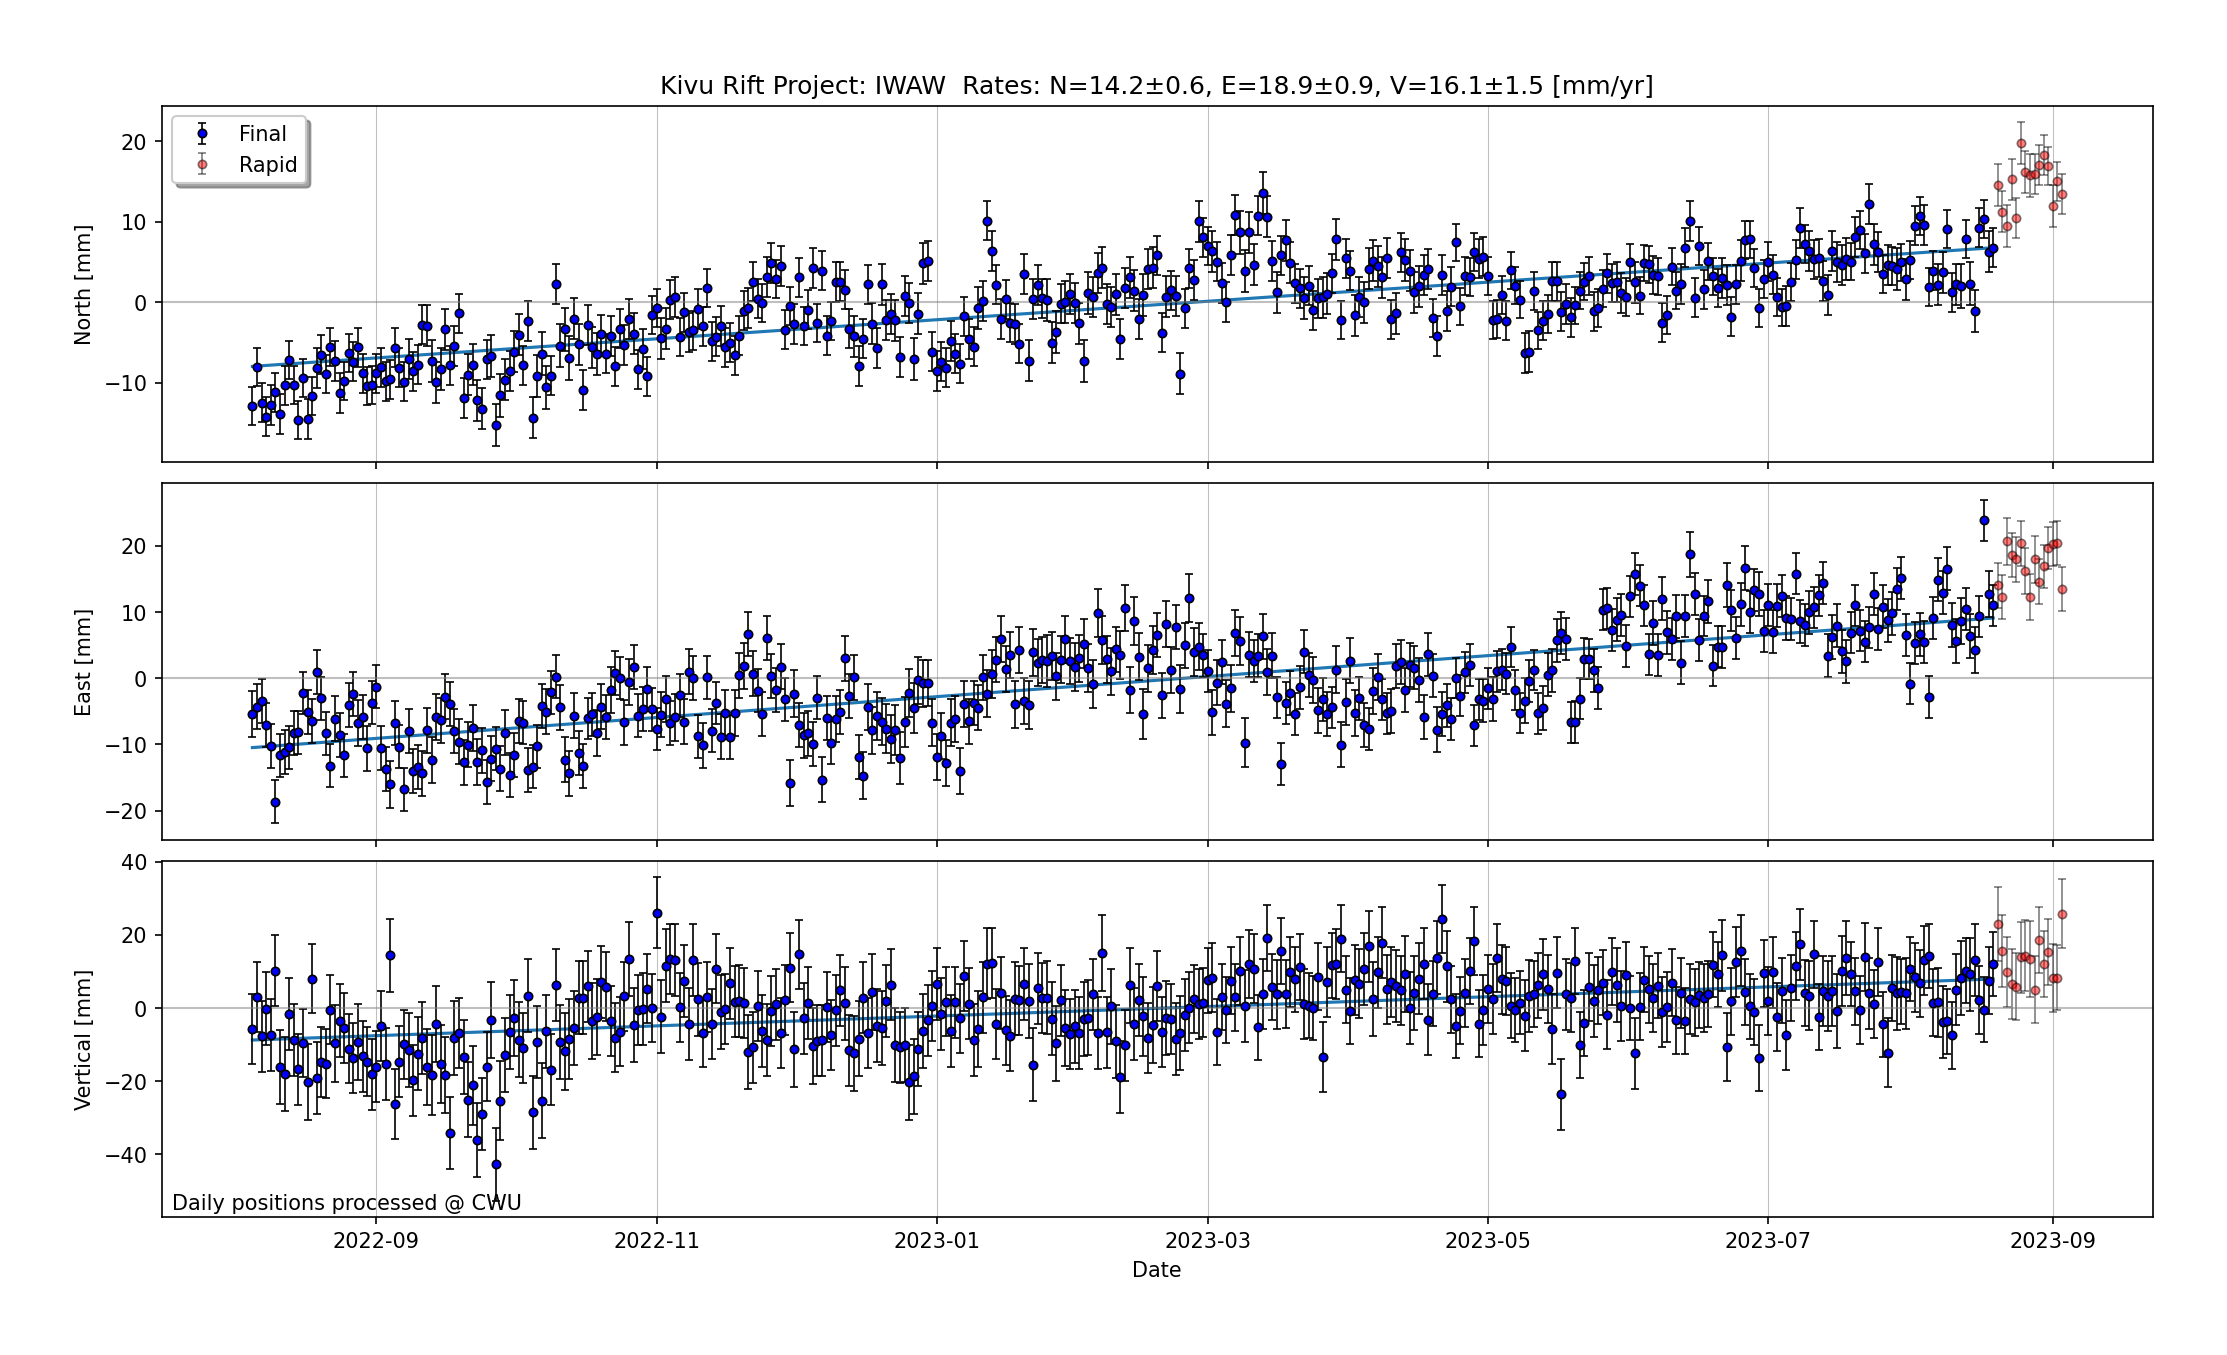 Kivu Rift Project: IWAW  Rates: N=14.2±0.6, E=18.9±0.9, V=16.1±1.5 [mm/yr]
Final
Rapid
North [mm]
20
10
0
−10
East [mm]
20
10
0
−10
−20
Vertical [mm]
40
20
0
−20
−40
Daily positions processed @ CWU
2022-09 2022-11 2023-01 2023-03 2023-05 2023-07 2023-09
Date